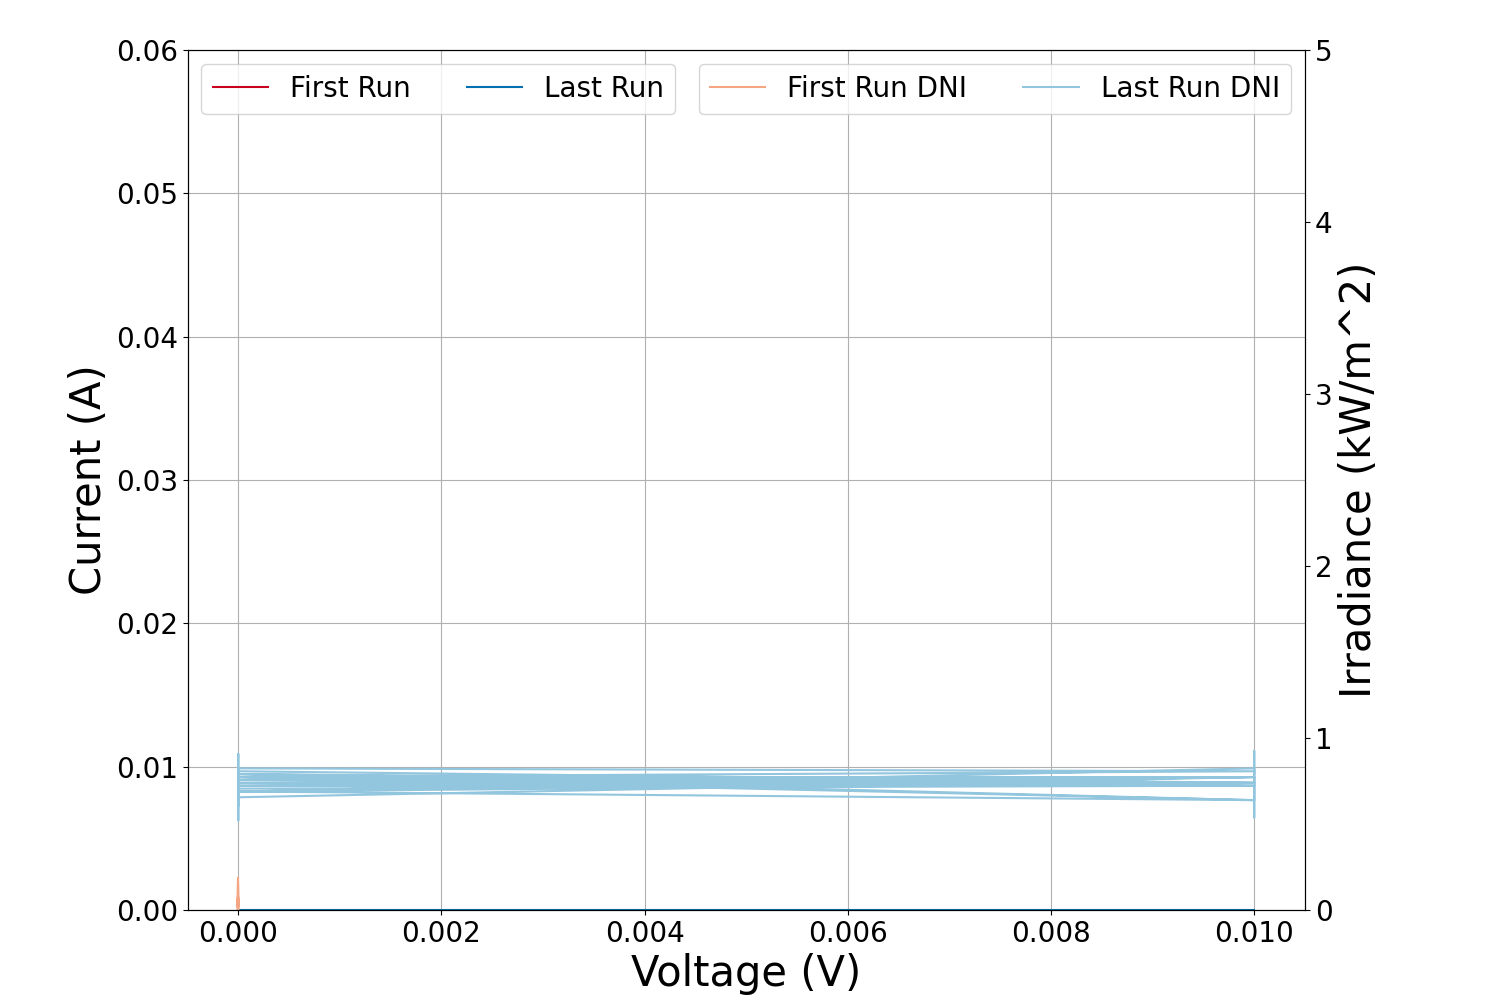 First Run Last Run First Run DNI Last Run DNI
0.06
0.05
0.04
0.03
0.02
0.01
0.00
Current (A)
5
4
3
2
1
0
Irradiance (kW/m^2)
0.000 0.002 0.004 0.006 0.008 0.010
Voltage (V)